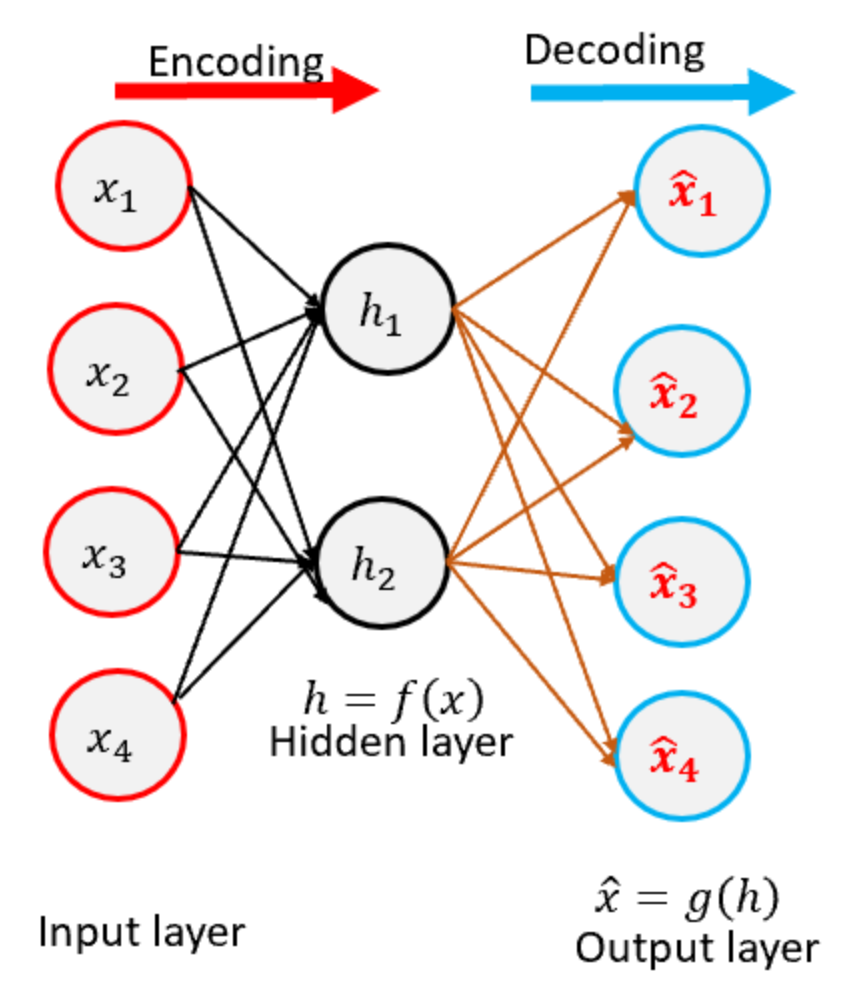 Encoding
Decoding
x₁
x̂₁
h₁
x₂
x̂₂
x₃
h₂
x̂₃
x₄
h = f(x)
Hidden layer
x̂₄
x̂ = g(h)
Input layer
Output layer